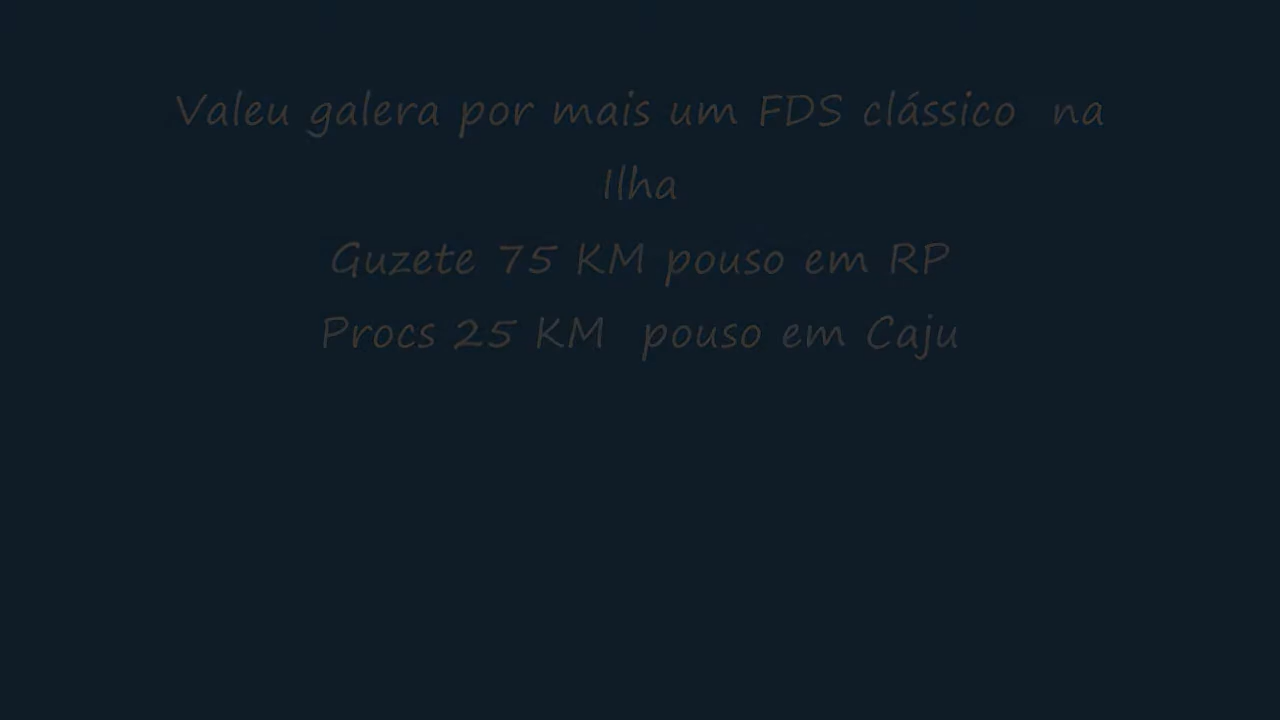 Valeu galera por mais um FDS clássico na
Ilha
Guzete 75 KM pouso em RP
Procs 25 KM pouso em Caju